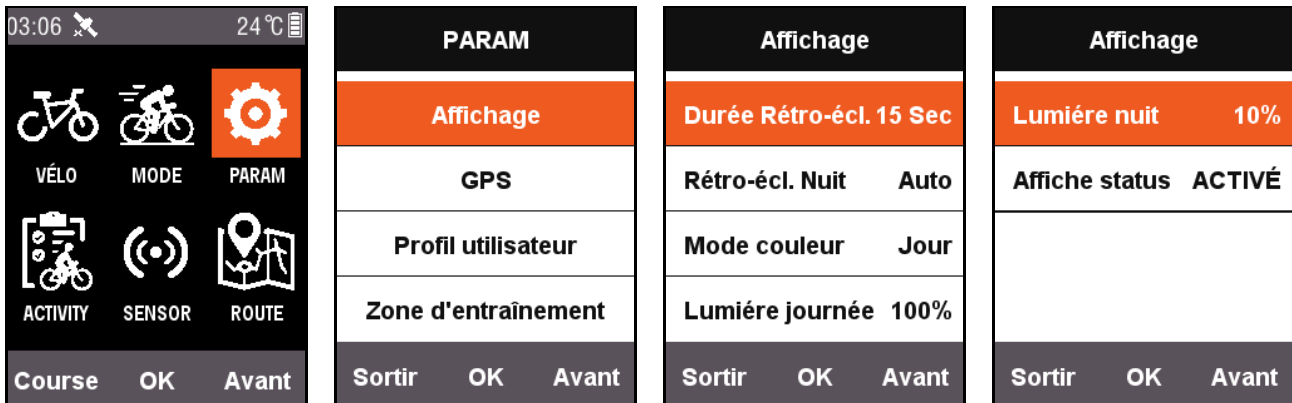 03:06 24℃
VÉLO MODE PARAM
ACTIVITY SENSOR ROUTE
Course OK Avant
PARAM
Affichage
GPS
Profil utilisateur
Zone d'entraînement
Sortir OK Avant
Affichage
Durée Rétro-écl. 15 Sec
Rétro-écl. Nuit Auto
Mode couleur Jour
Lumiére journée 100%
Sortir OK Avant
Affichage
Lumiére nuit 10%
Affiche status ACTIVÉ
Sortir OK Avant